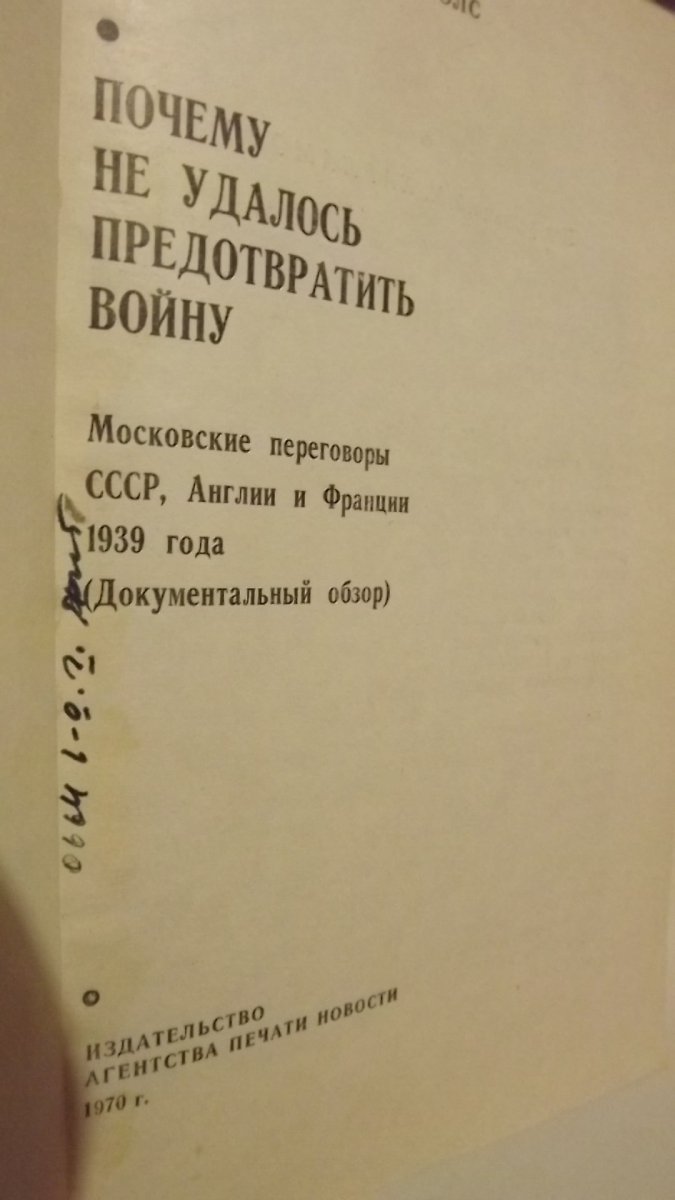 ПОЧЕМУ
НЕ УДАЛОСЬ
ПРЕДОТВРАТИТЬ
ВОЙНУ
Московские переговоры
СССР, Англии и Франции
1939 года
(Документальный обзор)
ИЗДАТЕЛЬСТВО
АГЕНТСТВА ПЕЧАТИ НОВОСТИ
1970 г.